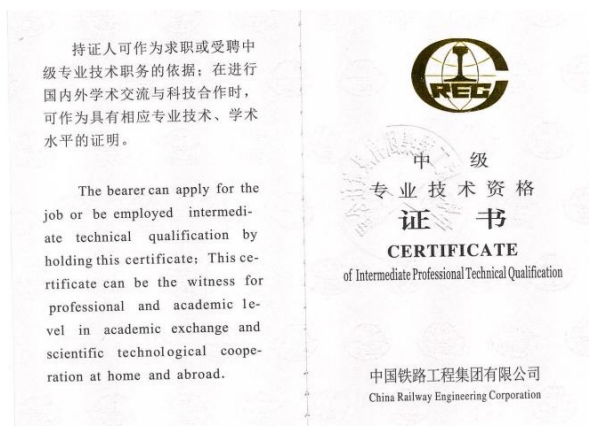 持证人可作为求职或受聘中
级专业技术职务的依据；在进行
国内外学术交流与科技合作时，
可作为具有相应专业技术、学术
水平的证明。
The bearer can apply for the
job or be employed intermedi-
ate technical qualification by
holding this certificate; This ce-
rtificate can be the witness for
professional and academic le-
vel in academic exchange and
scientific technological coope-
ration at home and abroad.
CREC
中 级
专业技术资格
证 书
CERTIFICATE
of Intermediate Professional Technical Qualification
中国铁路工程集团有限公司
China Railway Engineering Corporation